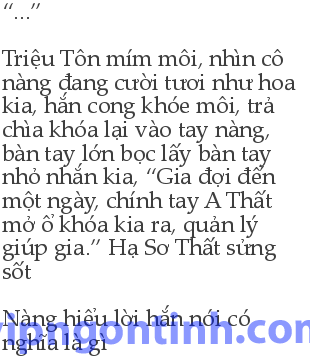 “...”
Triệu Tôn mím môi, nhìn cô
nàng đang cười tươi như hoa
kia, hắn cong khóe môi, trả
chìa khóa lại vào tay nàng,
bàn tay lớn bọc lấy bàn tay
nhỏ nhắn kia, “Gia đợi đến
một ngày, chính tay A Thất
mở ổ khóa kia ra, quản lý
giúp gia.” Hạ Sơ Thất sửng
sốt
Nàng hiểu lời hắn nói có
nghĩa là gì
vipngontinh.com